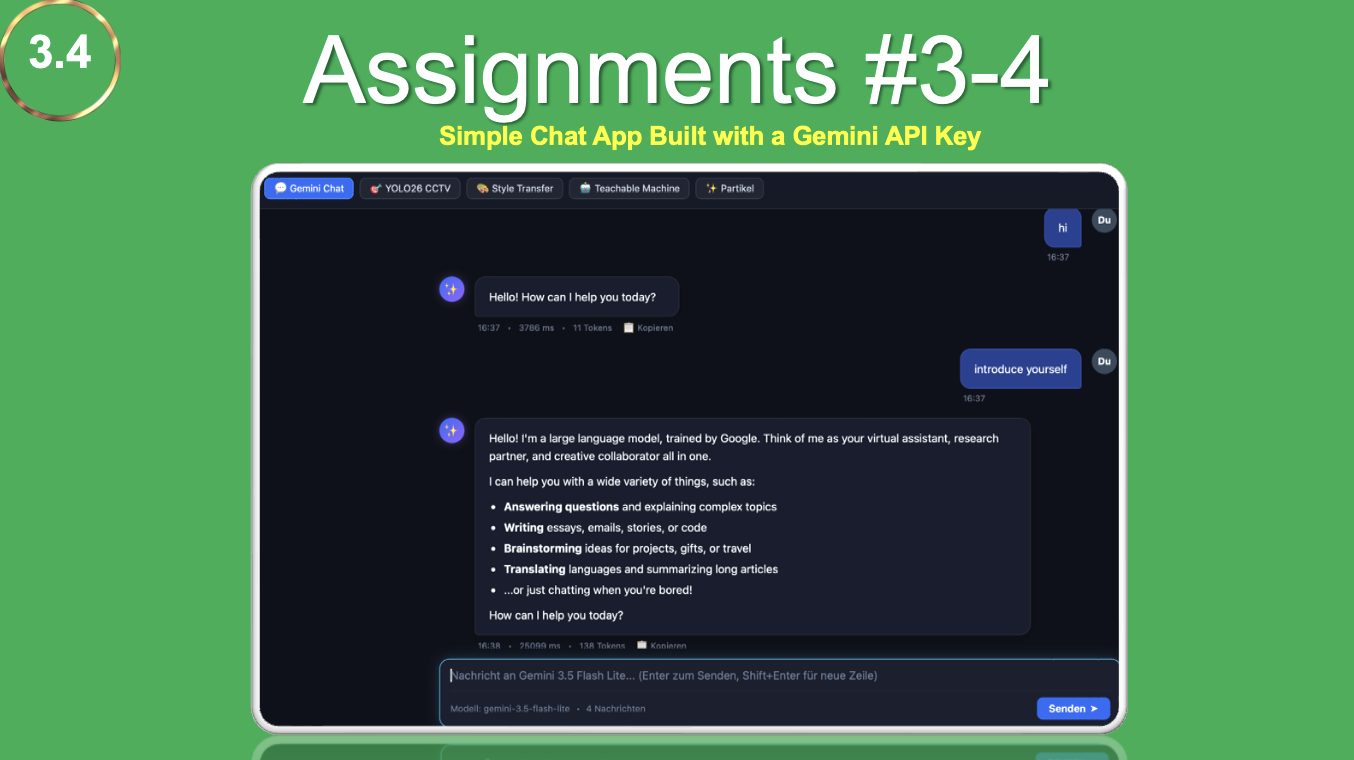 3.4
Assignments #3-4
Simple Chat App Built with a Gemini API Key
Gemini Chat YOLO26 CCTV Style Transfer Teachable Machine Partikel
hi
Du
16:37
Hello! How can I help you today?
16:37 • 3786 ms • 11 Tokens Kopieren
introduce yourself
Du
16:37
Hello! I'm a large language model, trained by Google. Think of me as your virtual assistant, research
partner, and creative collaborator all in one.
I can help you with a wide variety of things, such as:
• Answering questions and explaining complex topics
• Writing essays, emails, stories, or code
• Brainstorming ideas for projects, gifts, or travel
• Translating languages and summarizing long articles
• ...or just chatting when you're bored!
How can I help you today?
16:38 • 25099 ms • 138 Tokens Kopieren
Nachricht an Gemini 3.5 Flash Lite... (Enter zum Senden, Shift+Enter für neue Zeile)
Modell: gemini-3.5-flash-lite • 4 Nachrichten
Senden ➤